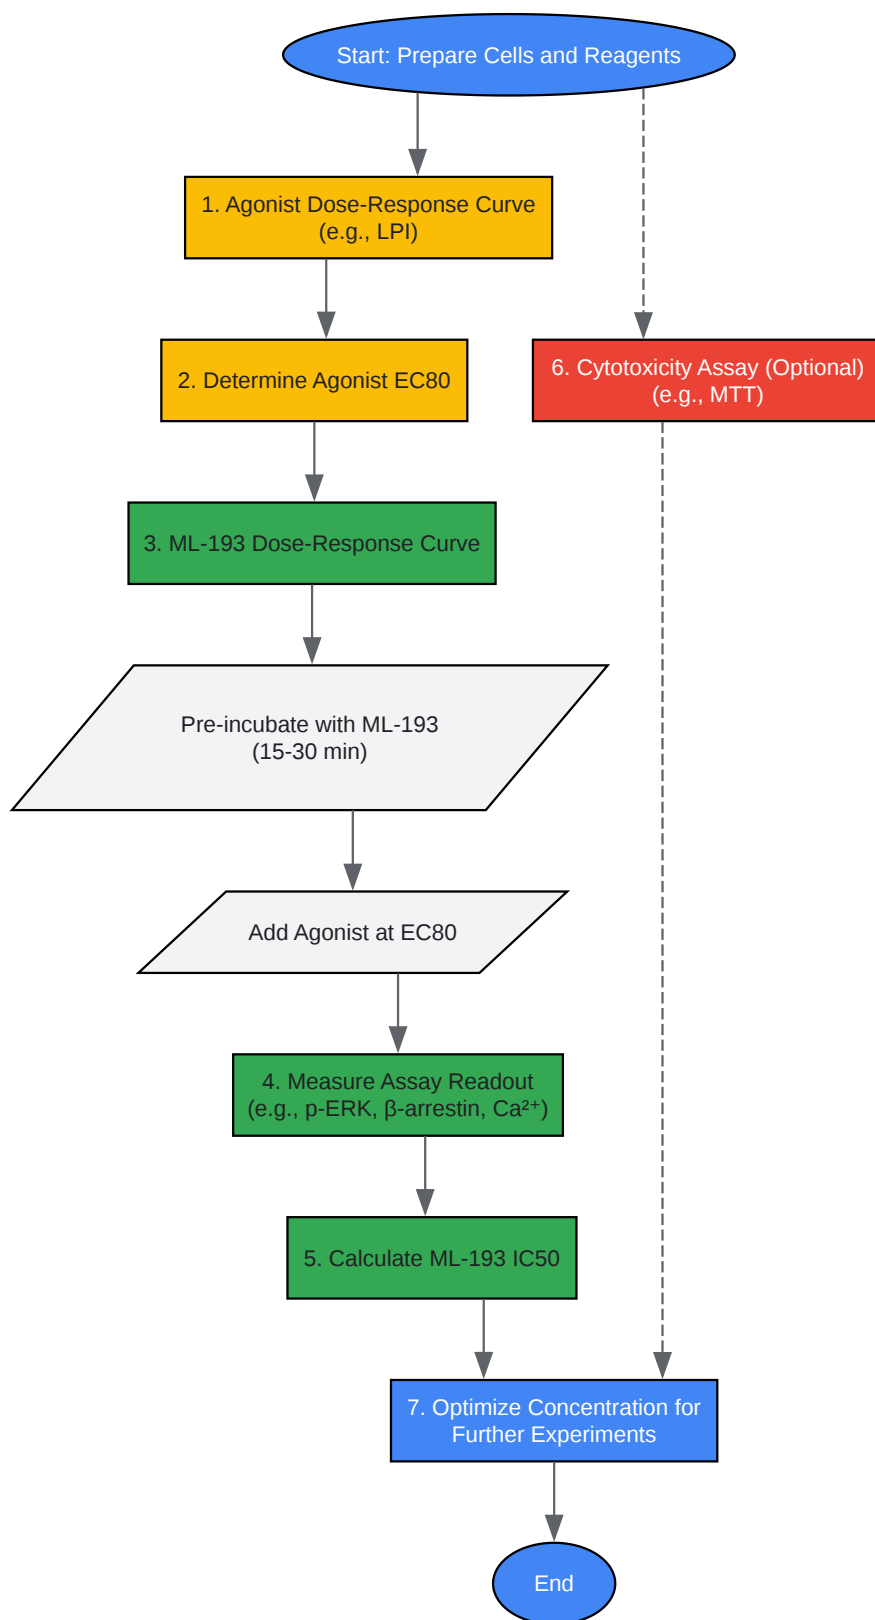 Start: Prepare Cells and Reagents
1. Agonist Dose-Response Curve
(e.g., LPI)
2. Determine Agonist EC80
6. Cytotoxicity Assay (Optional)
(e.g., MTT)
3. ML-193 Dose-Response Curve
Pre-incubate with ML-193
(15-30 min)
Add Agonist at EC80
4. Measure Assay Readout
(e.g., p-ERK, β-arrestin, Ca²⁺)
5. Calculate ML-193 IC50
7. Optimize Concentration for
Further Experiments
End